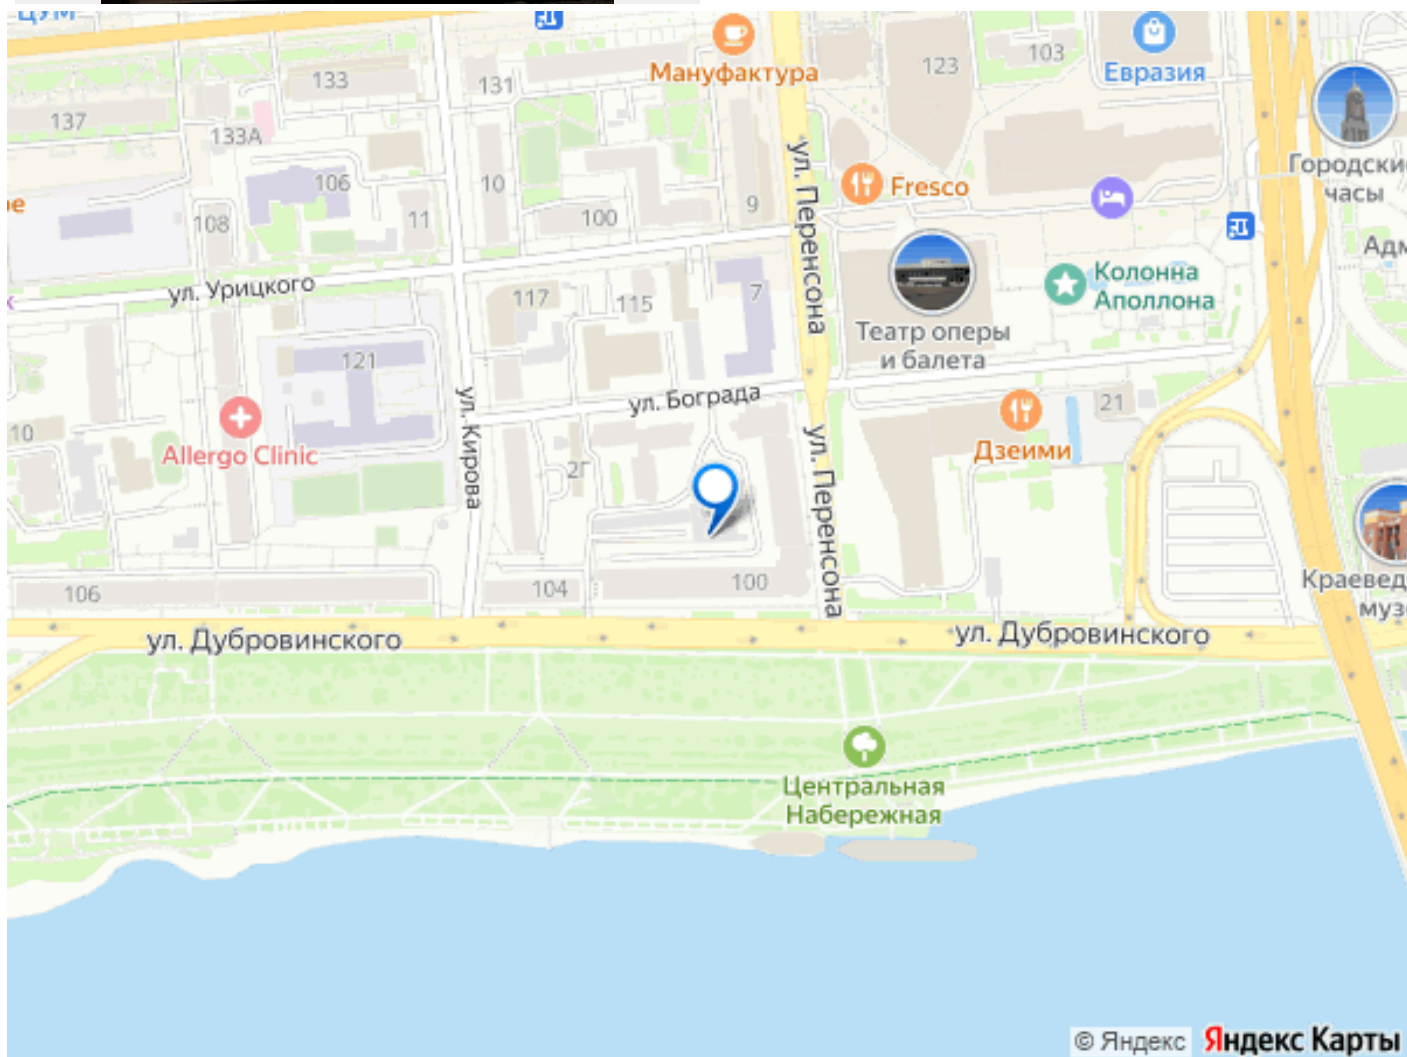 ЦУМ
133
131
Мануфактура
123
103
Евразия
137
133А
106
108
11
10
100
9
ул. Перенсона
Fresco
Городские
часы
Адм
ул. Урицкого
117
115
7
Колонна
Аполлона
Театр оперы
и балета
121
ул. Кирова
ул. Бограда
Дзеими
21
10
Allergo Clinic
2Г
ул. Перенсона
106
104
100
Краевед
муз
ул. Дубровинского
ул. Дубровинского
Центральная
Набережная
© Яндекс Яндекс Карты